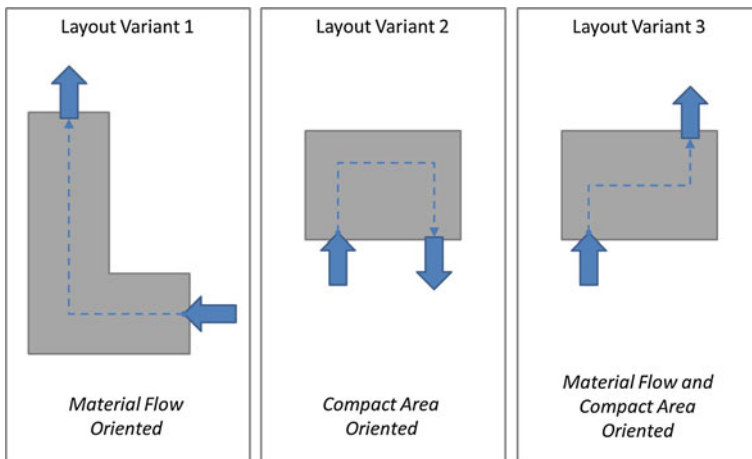 Layout Variant 1
Material Flow
Oriented
Layout Variant 2
Compact Area
Oriented
Layout Variant 3
Material Flow and
Compact Area
Oriented